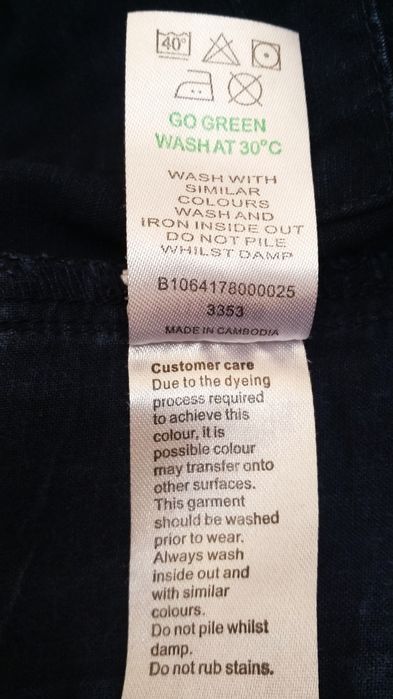 40°
GO GREEN
WASH AT 30°C
WASH WITH
SIMILAR
COLOURS
WASH AND
IRON INSIDE OUT
DO NOT PILE
WHILST DAMP
B1064178000025
3353
MADE IN CAMBODIA
Customer care
Due to the dyeing
process required
to achieve this
colour, it is
possible colour
may transfer onto
other surfaces.
This garment
should be washed
prior to wear.
Always wash
inside out and
with similar
colours.
Do not pile whilst
damp.
Do not rub stains.